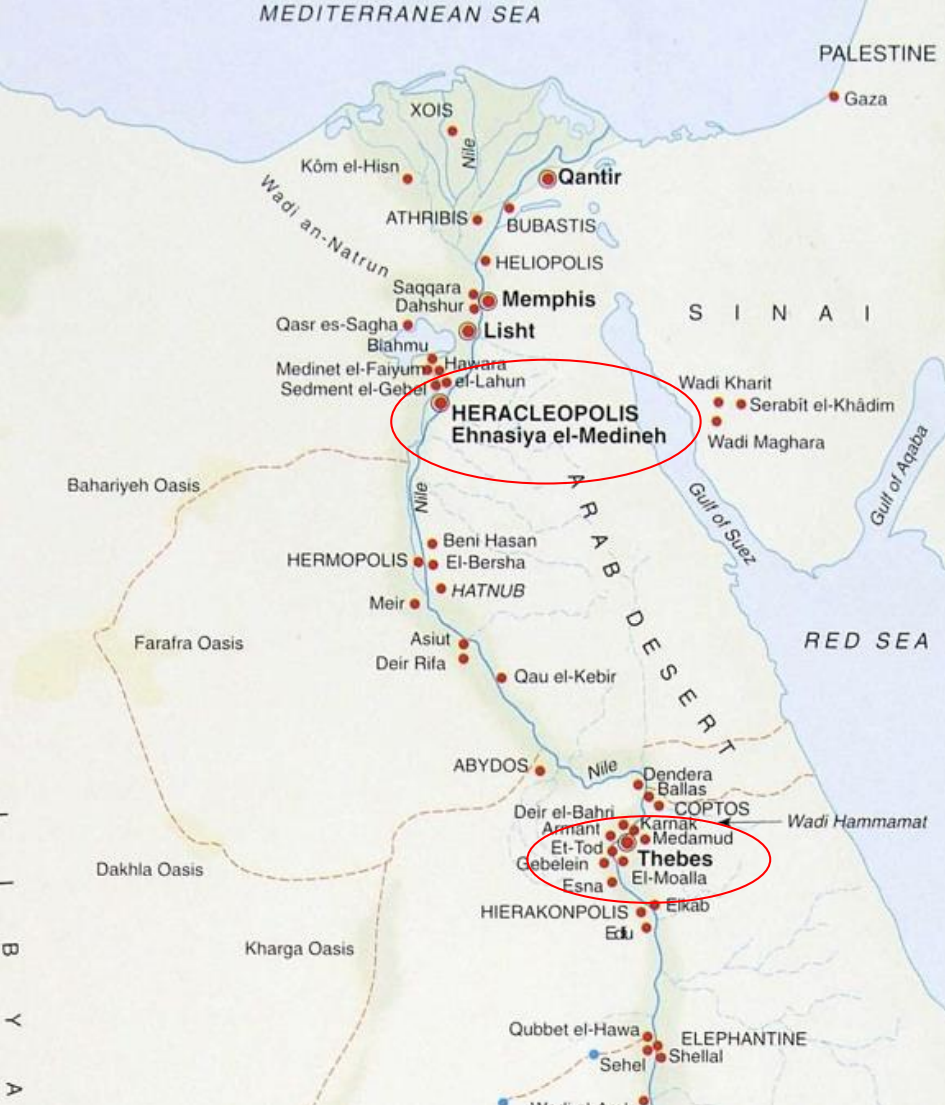 MEDITERRANEAN SEA
PALESTINE
Gaza
XOIS
Nile
Kôm el-Hisn
Qantir
Wadi an-Natrun
ATHRIBIS
BUBASTIS
HELIOPOLIS
Saqqara
Memphis
Dahshur
SINAI
Qasr es-Sagha
Lisht
Biahmu
Hawara
Medinet el-Faiyum
el-Lahun
Sedment el-Gebel
Wadi Kharit
Serabît el-Khâdim
HERACLEOPOLIS
Ehnasiya el-Medineh
Wadi Maghara
Gulf of Aqaba
Bahariyeh Oasis
Nile
Gulf of Suez
ARAB DESERT
Beni Hasan
HERMOPOLIS
El-Bersha
HATNUB
Meir
Asiut
Farafra Oasis
RED SEA
Deir Rifa
Qau el-Kebir
ABYDOS
Nile
Dendera
Ballas
COPTOS
Deir el-Bahri
Karnak
Wadi Hammamat
Armant
Medamud
Et-Tod
Thebes
Gebelein
El-Moalla
Esna
Dakhla Oasis
Elkab
HIERAKONPOLIS
Edfu
Kharga Oasis
LIBYA
Qubbet el-Hawa
ELEPHANTINE
Sehel
Shellal